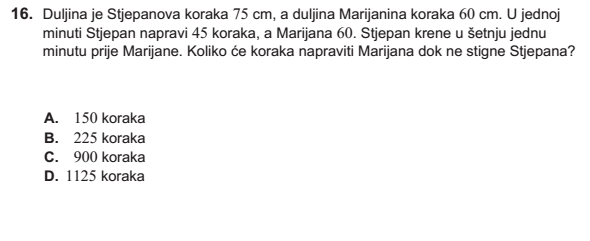 16. Duljina je Stjepanova koraka 75 cm, a duljina Marijanina koraka 60 cm. U jednoj
minuti Stjepan napravi 45 koraka, a Marijana 60. Stjepan krene u šetnju jednu
minutu prije Marijane. Koliko će koraka napraviti Marijana dok ne stigne Stjepana?
A. 150 koraka
B. 225 koraka
C. 900 koraka
D. 1125 koraka